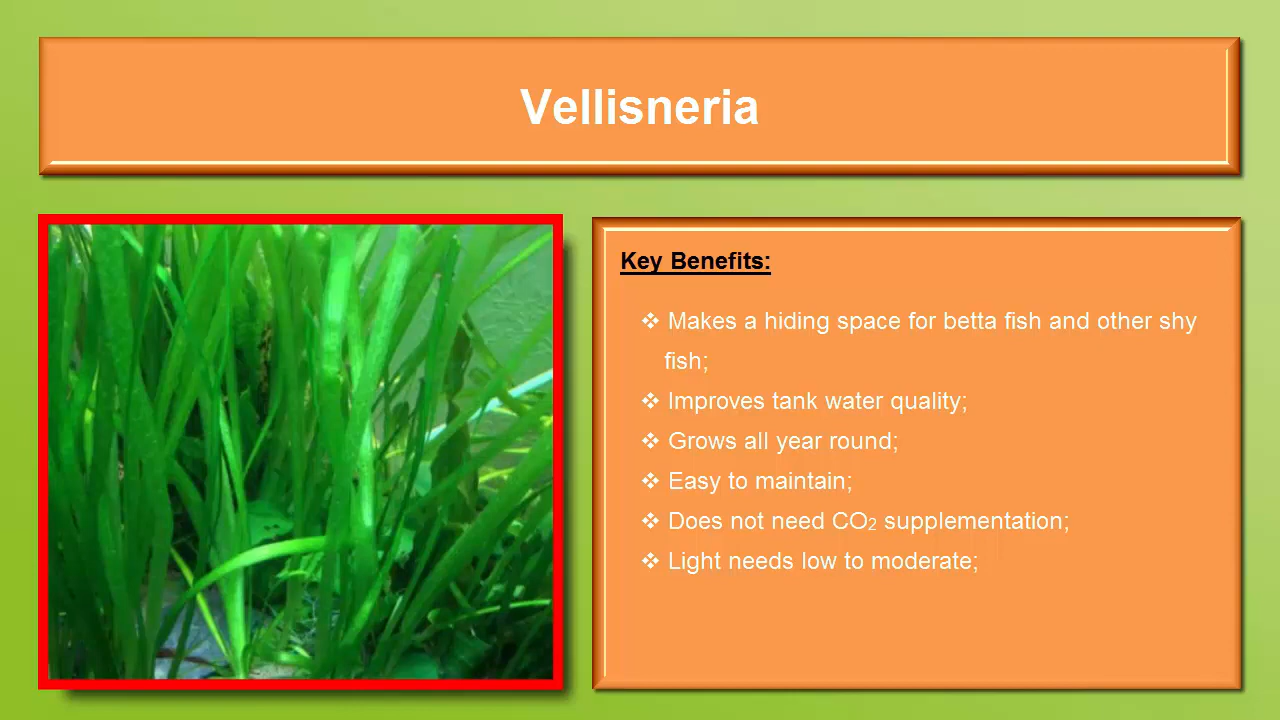 Vellisneria
Key Benefits:
❖ Makes a hiding space for betta fish and other shy
fish;
❖ Improves tank water quality;
❖ Grows all year round;
❖ Easy to maintain;
❖ Does not need CO₂ supplementation;
❖ Light needs low to moderate;